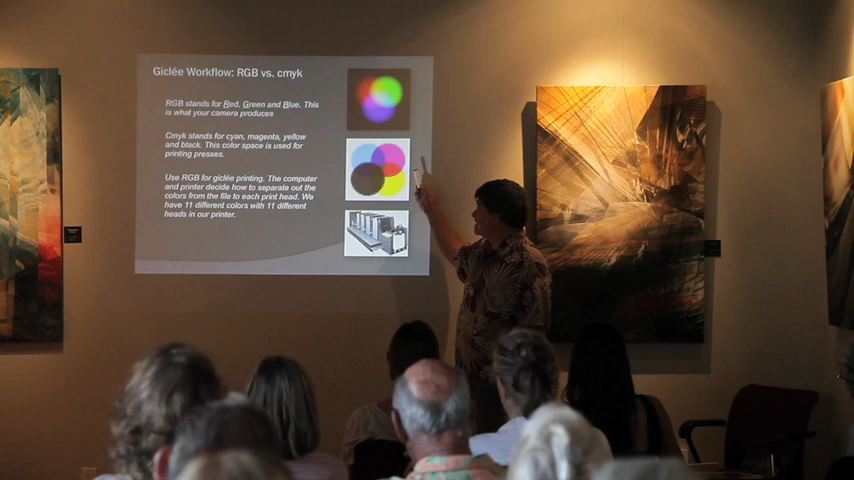 Giclée Workflow: RGB vs. cmyk
RGB stands for Red, Green and Blue. This
is what your camera produces
Cmyk stands for cyan, magenta, yellow
and black. This color space is used for
printing presses.
Use RGB for giclée printing. The computer
and printer decide how to separate out the
colors from the file to each print head. We
have 11 different colors with 11 different
heads in our printer.